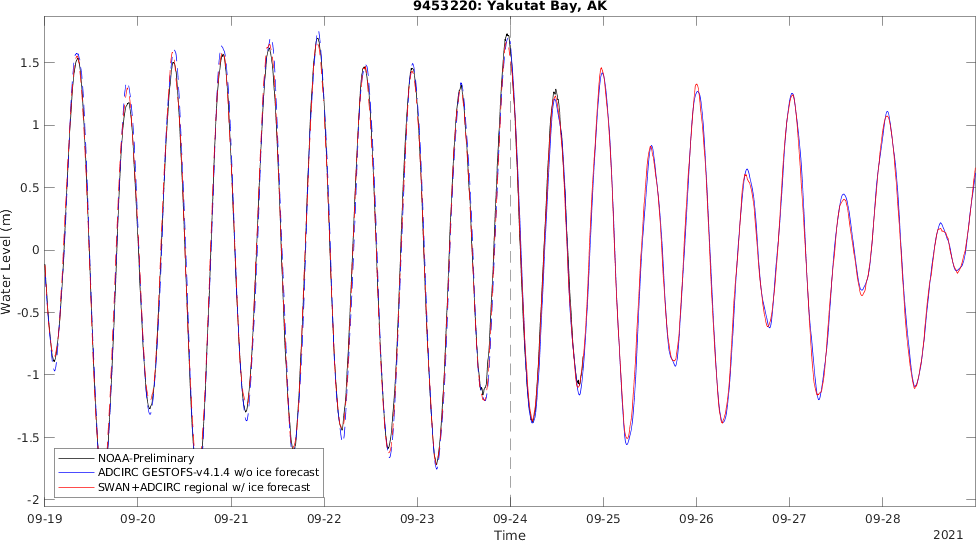 9453220: Yakutat Bay, AK
Water Level (m)
1.5
1
0.5
0
-0.5
-1
-1.5
-2
NOAA-Preliminary
ADCIRC GESTOFS-v4.1.4 w/o ice forecast
SWAN+ADCIRC regional w/ ice forecast
09-19 09-20 09-21 09-22 09-23 09-24 09-25 09-26 09-27 09-28
Time
2021